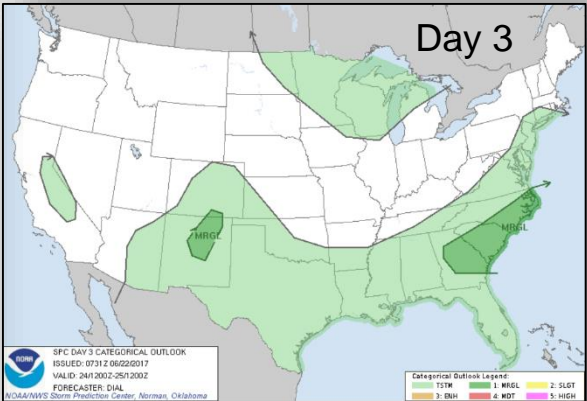 Day 3
MRGL
MRGL
NOAA
SPC DAY 3 CATEGORICAL OUTLOOK
ISSUED: 0731Z 06/22/2017
VALID: 24/1200Z-25/1200Z
FORECASTER: DIAL
NOAA/NWS Storm Prediction Center, Norman, Oklahoma
Categorical Outlook Legend:
TSTM 1: MRGL 2: SLGT
3: ENH 4: MDT 5: HIGH